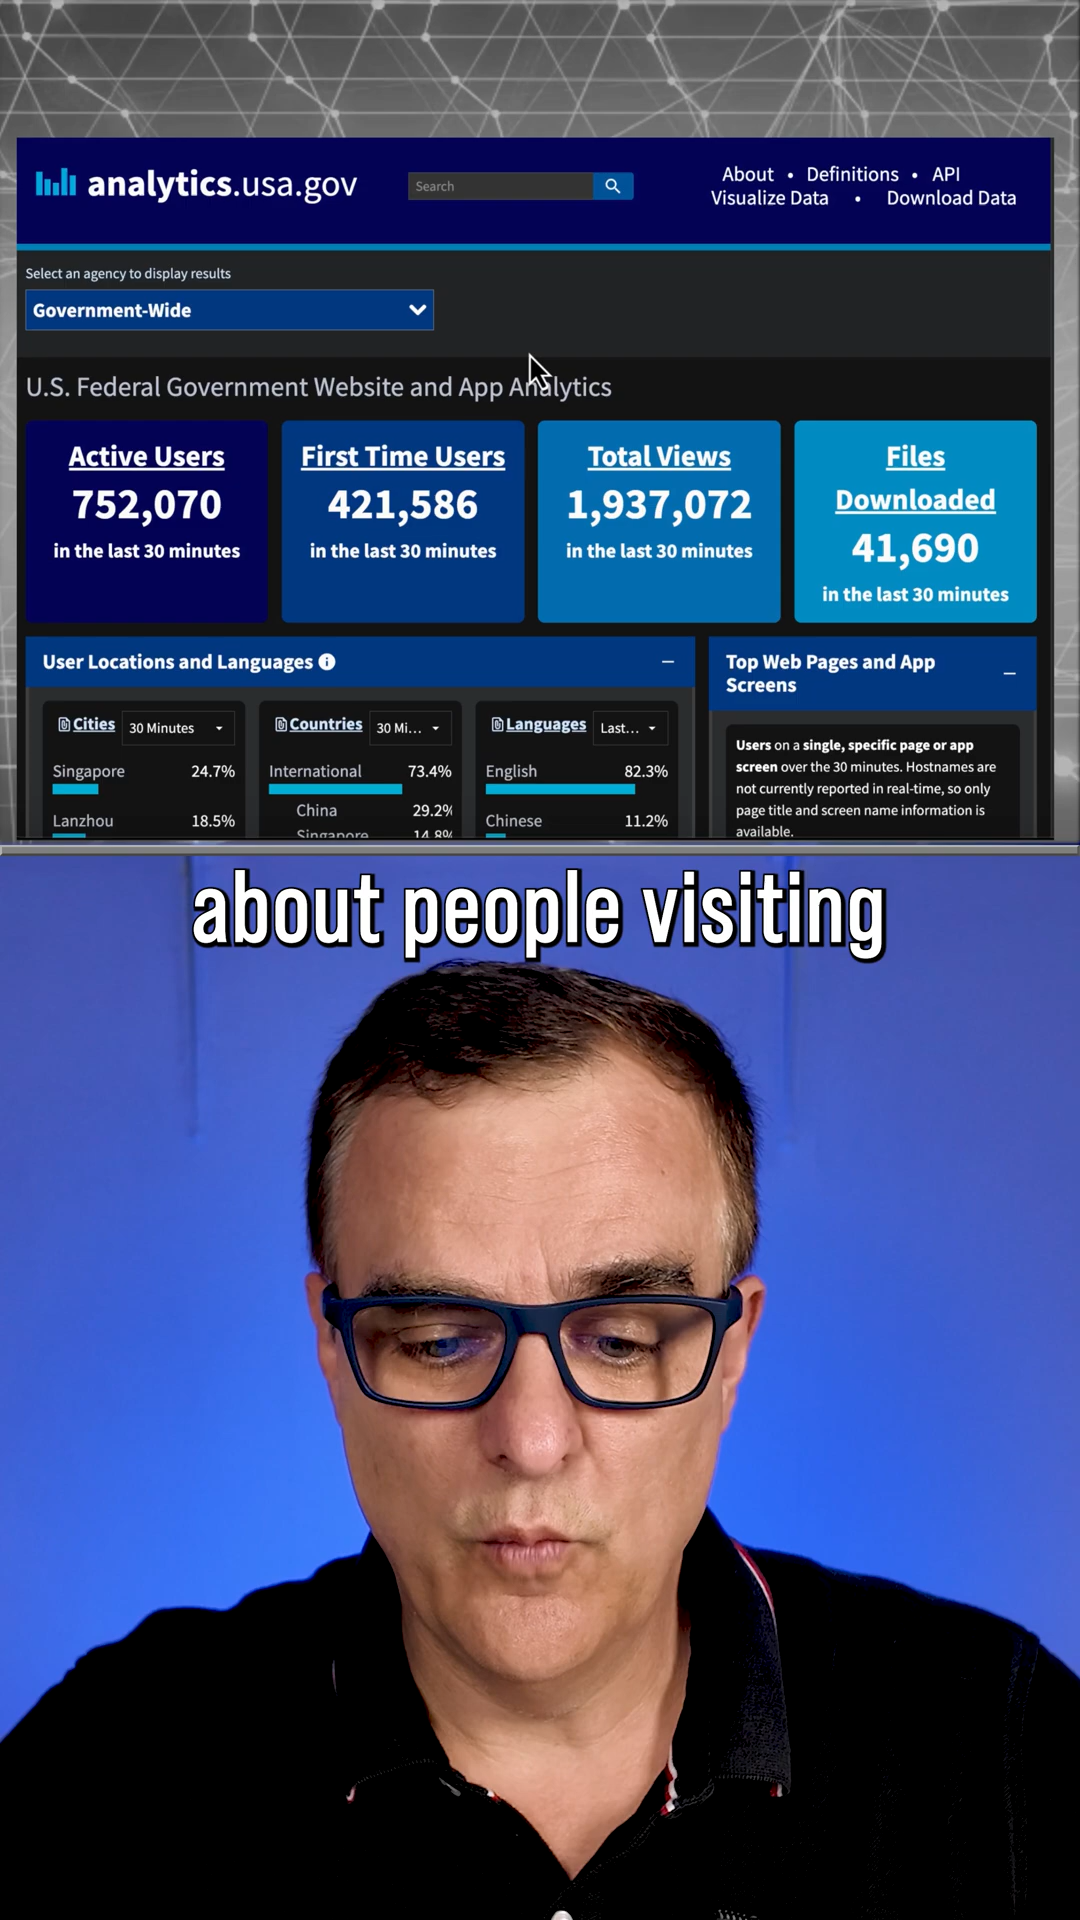 analytics.usa.gov
Search
About • Definitions • API
Visualize Data • Download Data
Select an agency to display results
Government-Wide
U.S. Federal Government Website and App Analytics
Active Users
752,070
in the last 30 minutes
First Time Users
421,586
in the last 30 minutes
Total Views
1,937,072
in the last 30 minutes
Files
Downloaded
41,690
in the last 30 minutes
User Locations and Languages
Cities 30 Minutes
Singapore 24.7%
Lanzhou 18.5%
Countries 30 Mi...
International 73.4%
China 29.2%
Singapore 14.8%
Languages Last...
English 82.3%
Chinese 11.2%
Top Web Pages and App
Screens
Users on a single, specific page or app
screen over the 30 minutes. Hostnames are
not currently reported in real-time, so only
page title and screen name information is
available.
about people visiting